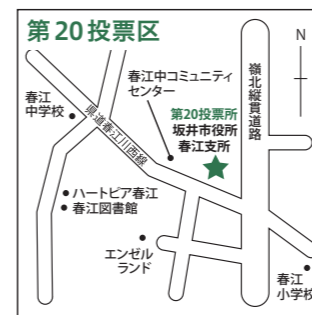 第20投票区
N
春江中コミュニティ
センター
嶺北縦貫道路
春江
中学校
県道春江川西線
第20投票所
坂井市役所
春江支所
ハートピア春江
春江図書館
エンゼル
ランド
春江
小学校